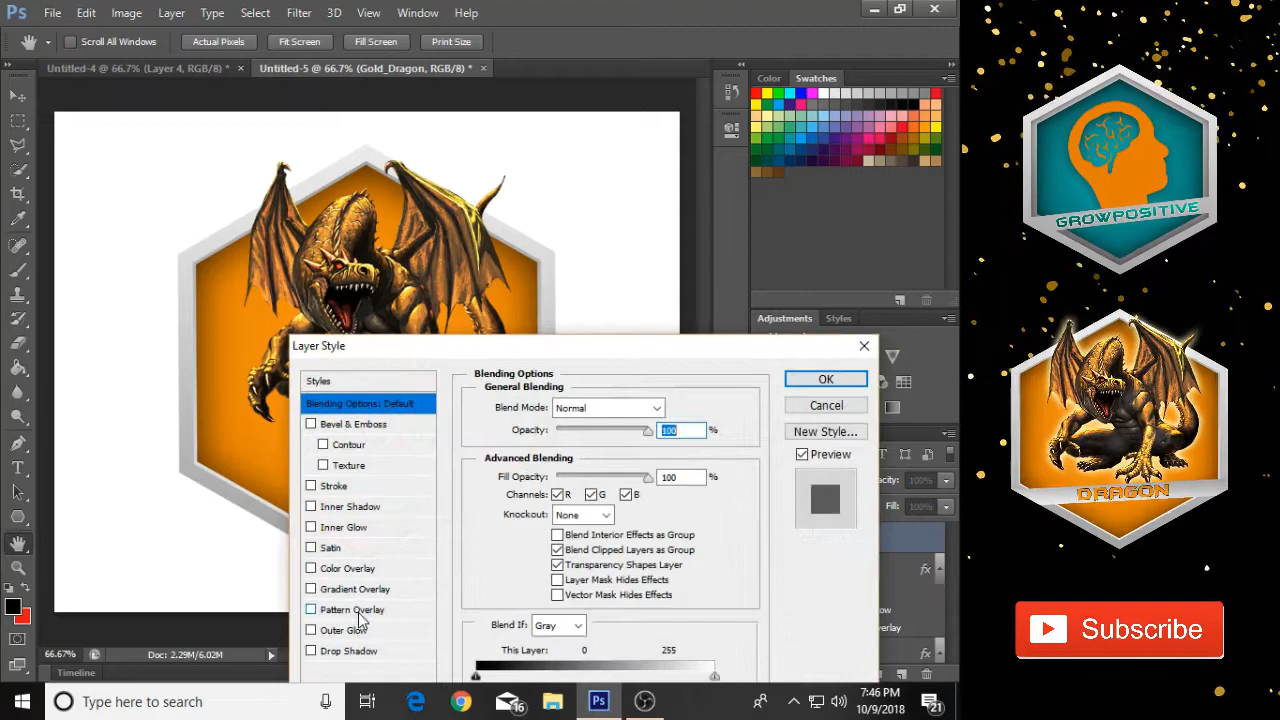 Ps File Edit Image Layer Type Select Filter 3D View Window Help
Scroll All Windows Actual Pixels Fit Screen Fill Screen Print Size
Untitled-4 @ 66.7% (Layer 4, RGB/8) * × Untitled-5 @ 66.7% (Gold_Dragon, RGB/8) * ×
Color Swatches
Adjustments Styles
Layer Style
Styles
Blending Options: Default
Bevel & Emboss
Contour
Texture
Stroke
Inner Shadow
Inner Glow
Satin
Color Overlay
Gradient Overlay
Pattern Overlay
Outer Glow
Drop Shadow
Blending Options
General Blending
Blend Mode: Normal
Opacity: 100 %
Advanced Blending
Fill Opacity: 100 %
Channels: R G B
Knockout: None
Blend Interior Effects as Group
Blend Clipped Layers as Group
Transparency Shapes Layer
Layer Mask Hides Effects
Vector Mask Hides Effects
Blend If: Gray
This Layer: 0 255
OK
Cancel
New Style...
Preview
100%
Fill: 100%
fx
66.67% Doc: 2.29M/6.02M
Timeline
Type here to search
16
Ps
7:46 PM
10/9/2018
21
GROWPOSITIVE
DRAGON
Subscribe